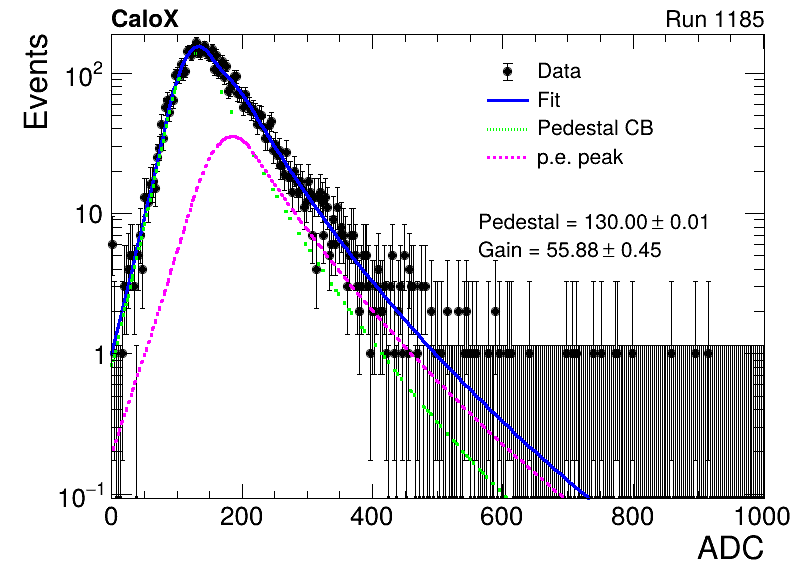 CaloX Run 1185
Events
Data
Fit
Pedestal CB
p.e. peak
Pedestal = 130.00 ± 0.01
Gain = 55.88 ± 0.45
10²
10
1
10⁻¹
0 200 400 600 800 1000
ADC